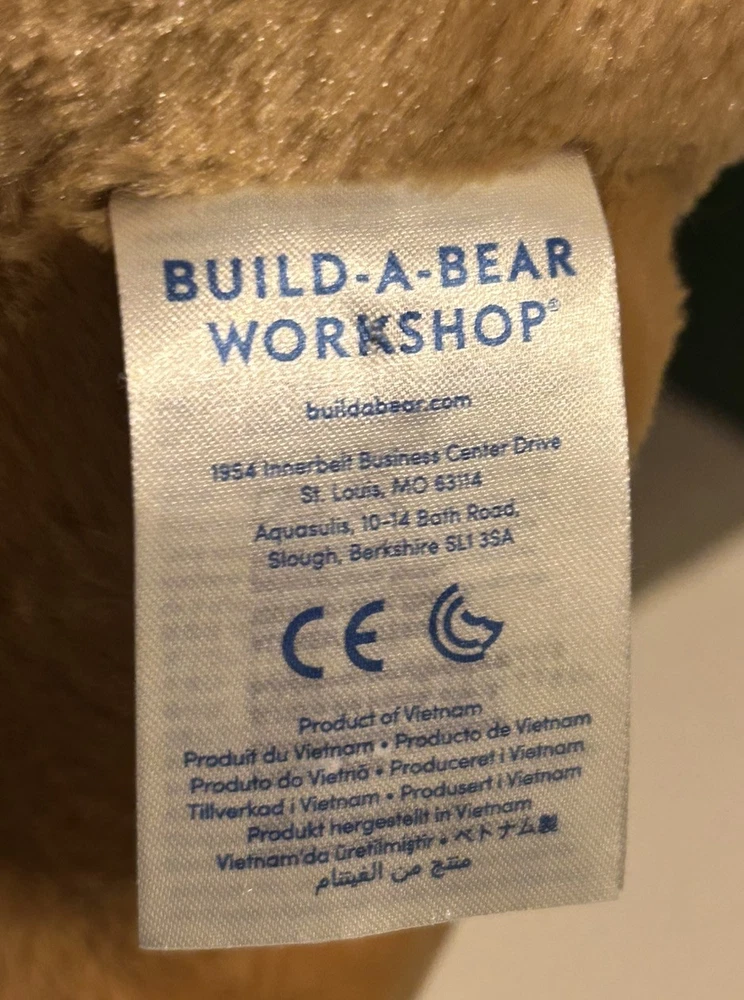 BUILD-A-BEAR
WORKSHOP®
buildabear.com
1954 Innerbelt Business Center Drive
St. Louis, MO 63114
Aquasulis, 10-14 Bath Road,
Slough, Berkshire SL1 3SA
CE
Product of Vietnam
Produit du Vietnam • Producto de Vietnam
Produto do Vietnã • Produceret i Vietnam
Tillverkad i Vietnam • Produsert i Vietnam
Produkt hergestellt in Vietnam
Vietnam'da üretilmiştir • ベトナム製
منتج من الفيتنام